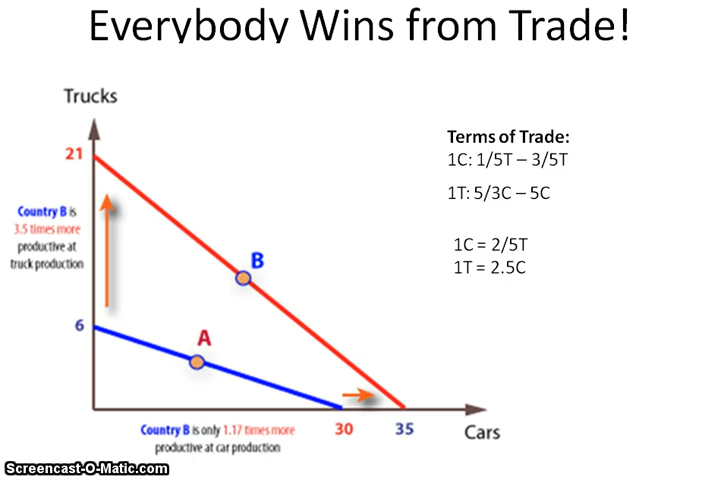 Everybody Wins from Trade!
Trucks
21
Country B is
3.5 times more
productive at
truck production
6
B
A
Terms of Trade:
1C: 1/5T – 3/5T
1T: 5/3C – 5C
1C = 2/5T
1T = 2.5C
Country B is only 1.17 times more
productive at car production
30
35
Cars
Screencast-O-Matic.com